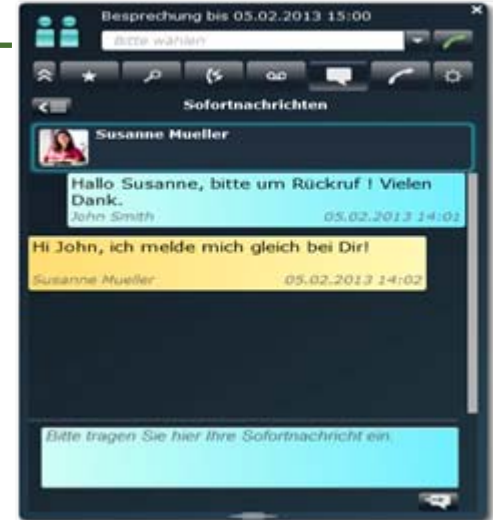 Besprechung bis 05.02.2013 15:00
Bitte wählen
Sofortnachrichten
Susanne Mueller
Hallo Susanne, bitte um Rückruf ! Vielen
Dank.
John Smith 05.02.2013 14:01
Hi John, ich melde mich gleich bei Dir!
Susanne Mueller 05.02.2013 14:02
Bitte tragen Sie hier Ihre Sofortnachricht ein.